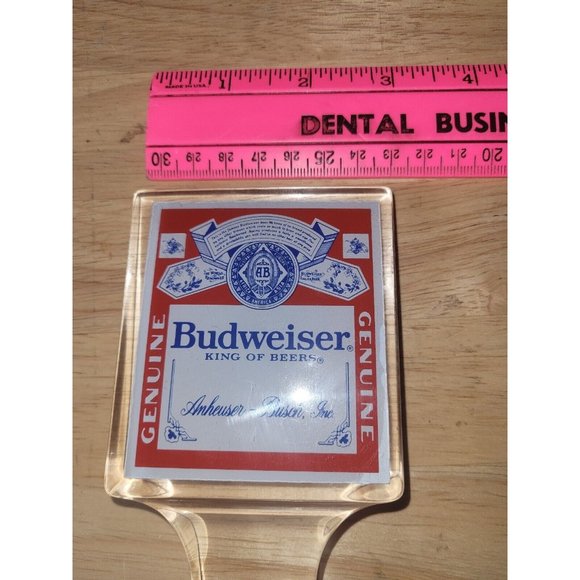 1 2 3 4
MADE IN USA
DENTAL BUSIN
30 29 28 27 26 25 24 23 22 21 20
AB
GENUINE
Budweiser®
KING OF BEERS®
Anheuser-Busch, Inc.
GENUINE